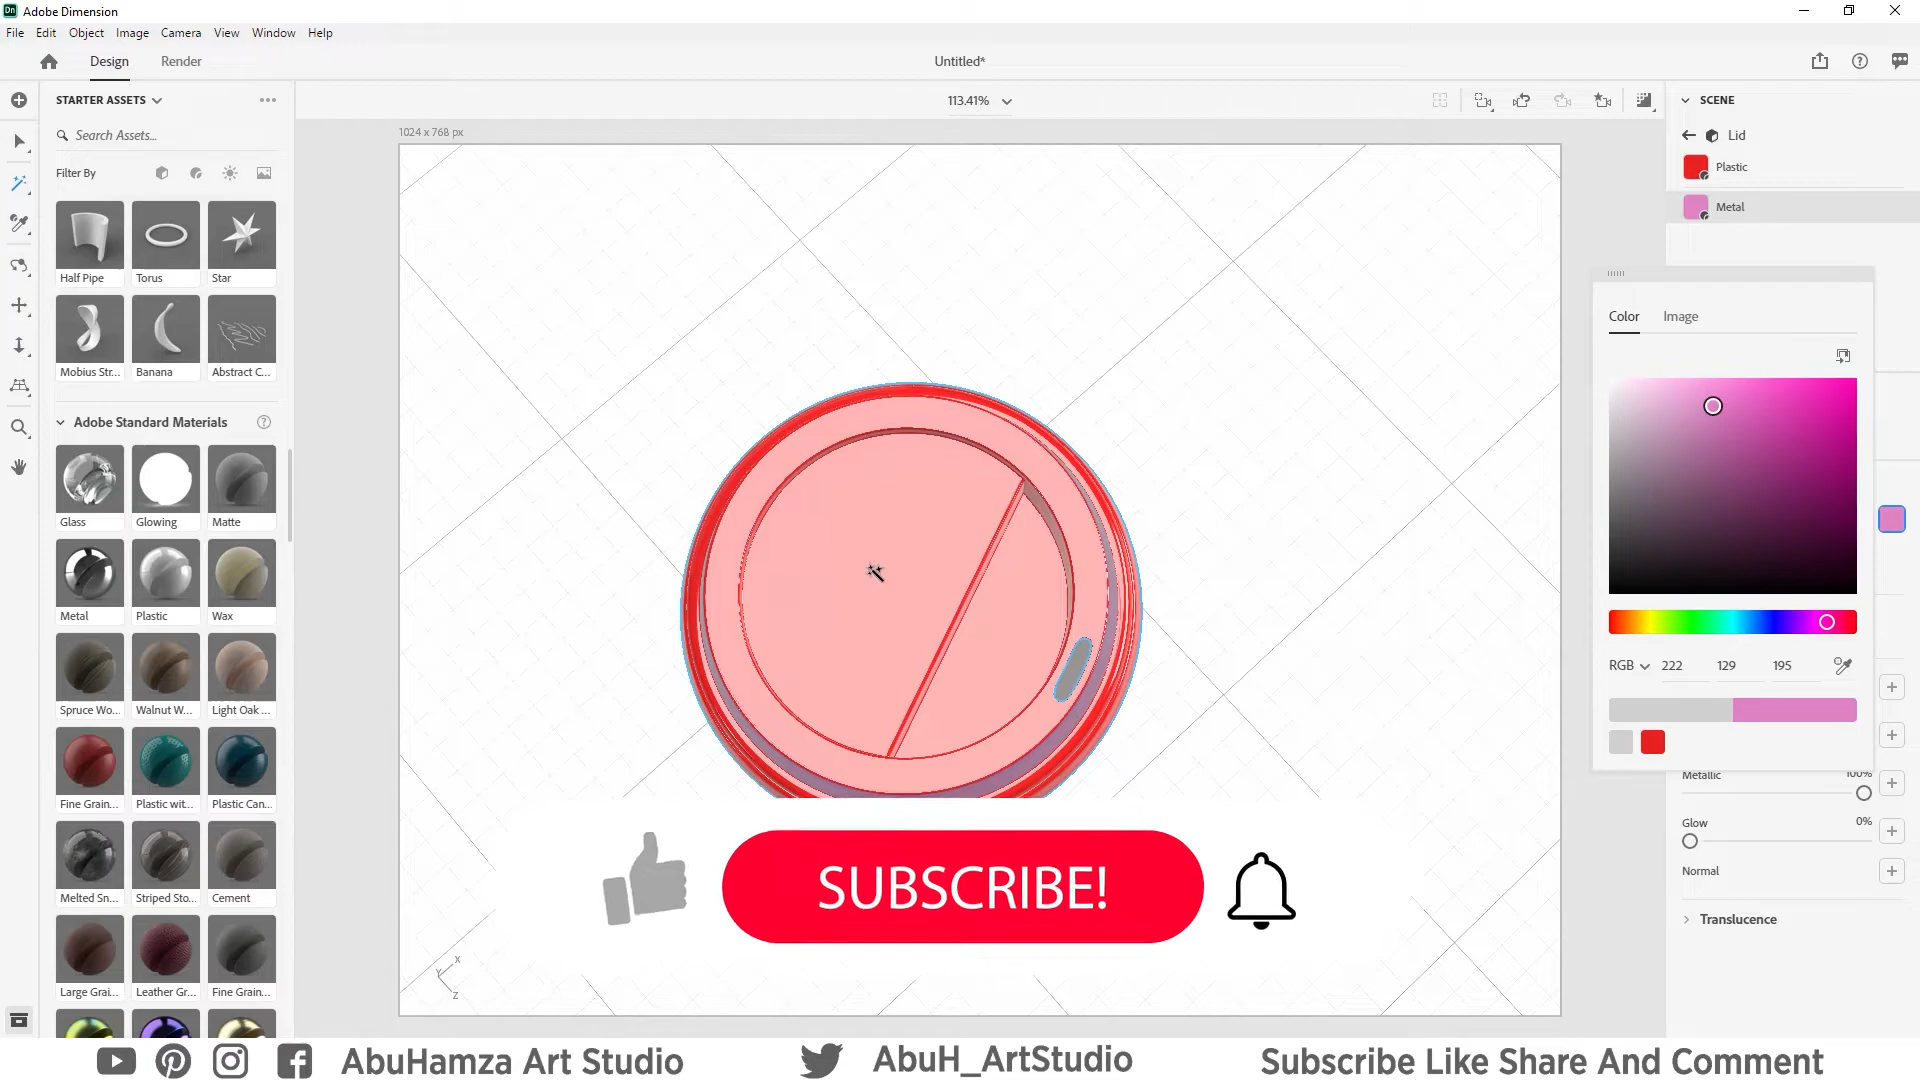 Dn Adobe Dimension
File Edit Object Image Camera View Window Help
Design Render Untitled*
STARTER ASSETS
113.41%
SCENE
1024 x 768 px
Search Assets...
Lid
Filter By
Plastic
Metal
Half Pipe Torus Star
Mobius Str... Banana Abstract C...
Color Image
Adobe Standard Materials
Glass Glowing Matte
Metal Plastic Wax
RGB 222 129 195
Spruce Wo... Walnut W... Light Oak ...
Metallic 100%
Fine Grain... Plastic wit... Plastic Can...
Glow 0%
Normal
SUBSCRIBE!
Melted Sn... Striped Sto... Cement
Translucence
X
Y
Z
Large Grai... Leather Gr... Fine Grain...
AbuHamza Art Studio AbuH_ArtStudio Subscribe Like Share And Comment